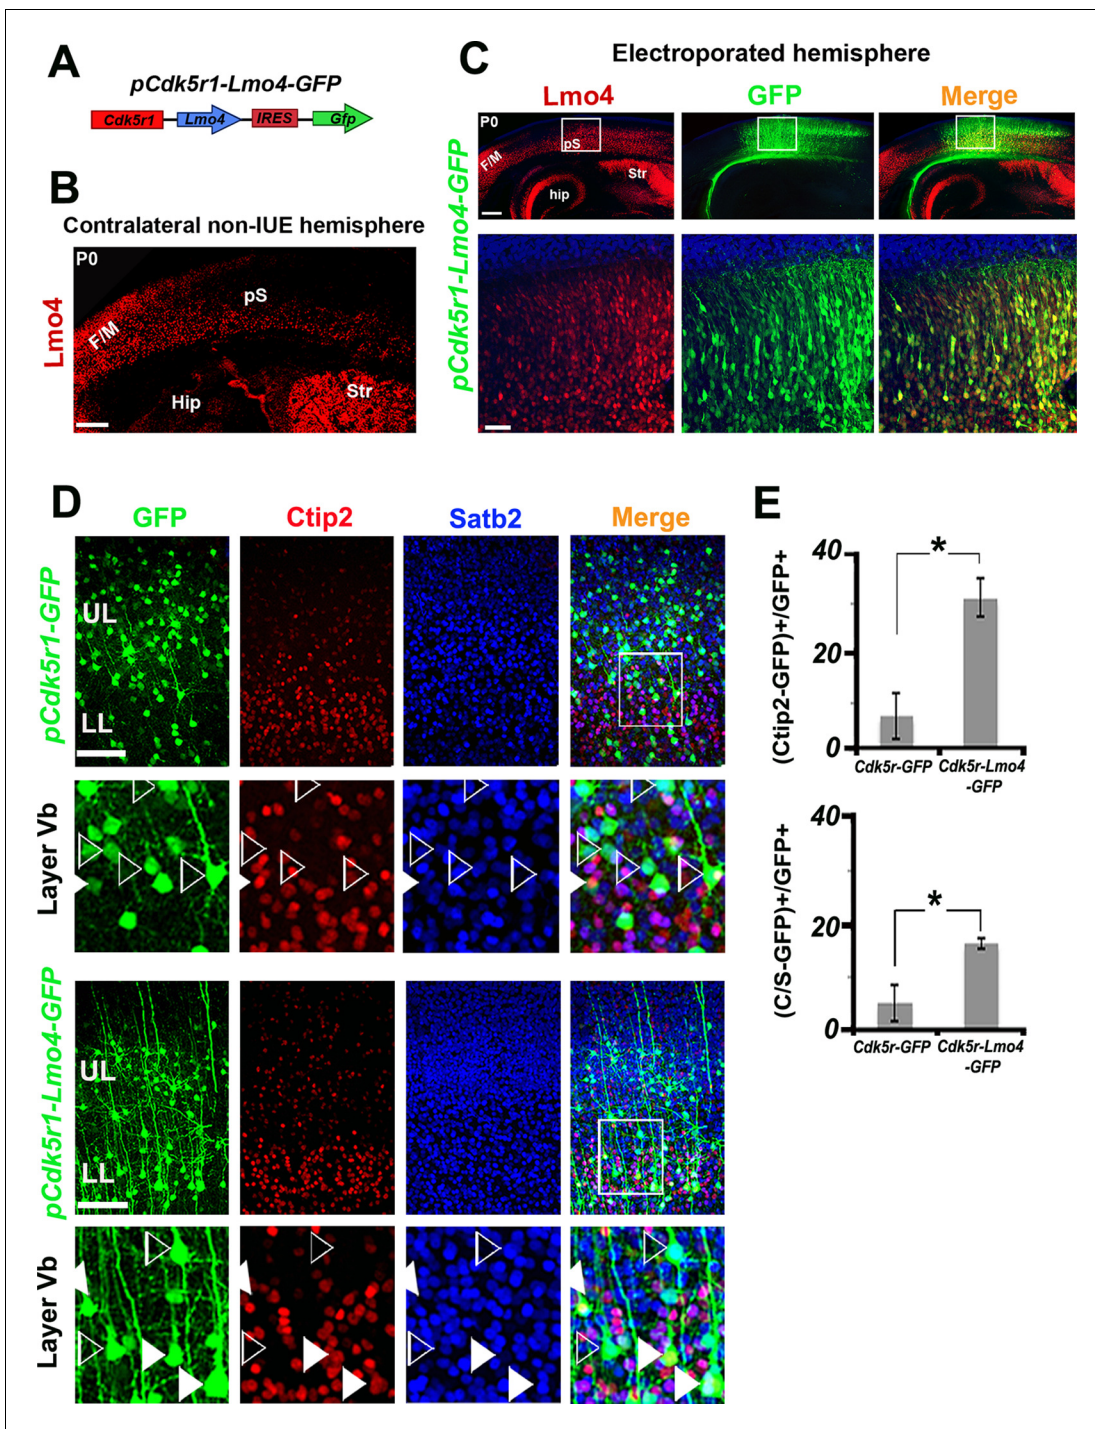 A
pCdk5r1-Lmo4-GFP
Cdk5r1 Lmo4 IRES Gfp
B
Contralateral non-IUE hemisphere
Lmo4
P0
pS
F/M
Hip
Str
C
Electroporated hemisphere
Lmo4 GFP Merge
pCdk5r1-Lmo4-GFP
P0
F/M
pS
hip
Str
D
GFP Ctip2 Satb2 Merge
pCdk5r1-GFP
UL
LL
Layer Vb
pCdk5r1-Lmo4-GFP
UL
LL
Layer Vb
E
(Ctip2-GFP)+/GFP+
40
*
20
0
Cdk5r-GFP Cdk5r-Lmo4
-GFP
(C/S-GFP)+/GFP+
40
*
20
0
Cdk5r-GFP Cdk5r-Lmo4
-GFP